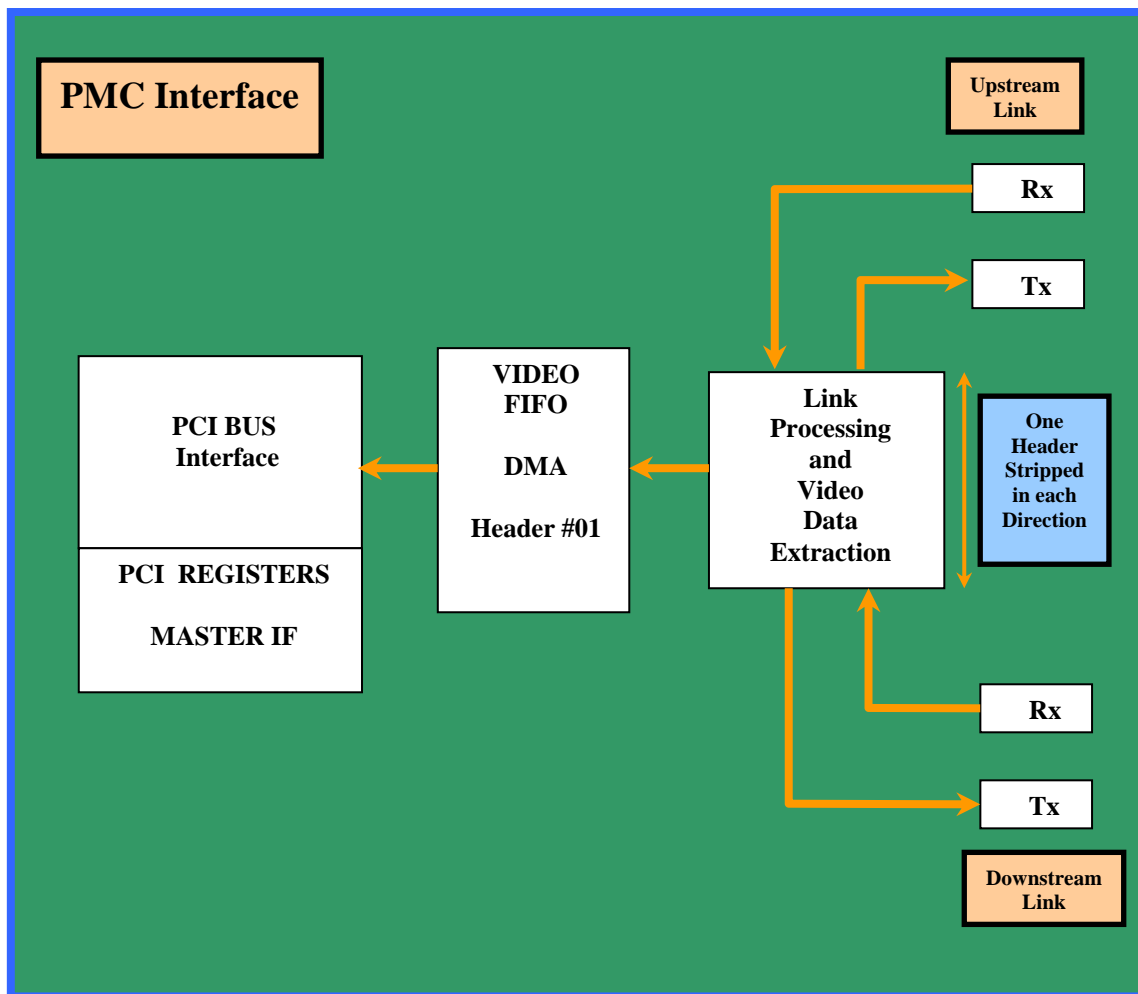 PMC Interface
Upstream
Link
Rx
Tx
PCI BUS
Interface
PCI REGISTERS
MASTER IF
VIDEO
FIFO
DMA
Header #01
Link
Processing
and
Video
Data
Extraction
One
Header
Stripped
in each
Direction
Rx
Tx
Downstream
Link